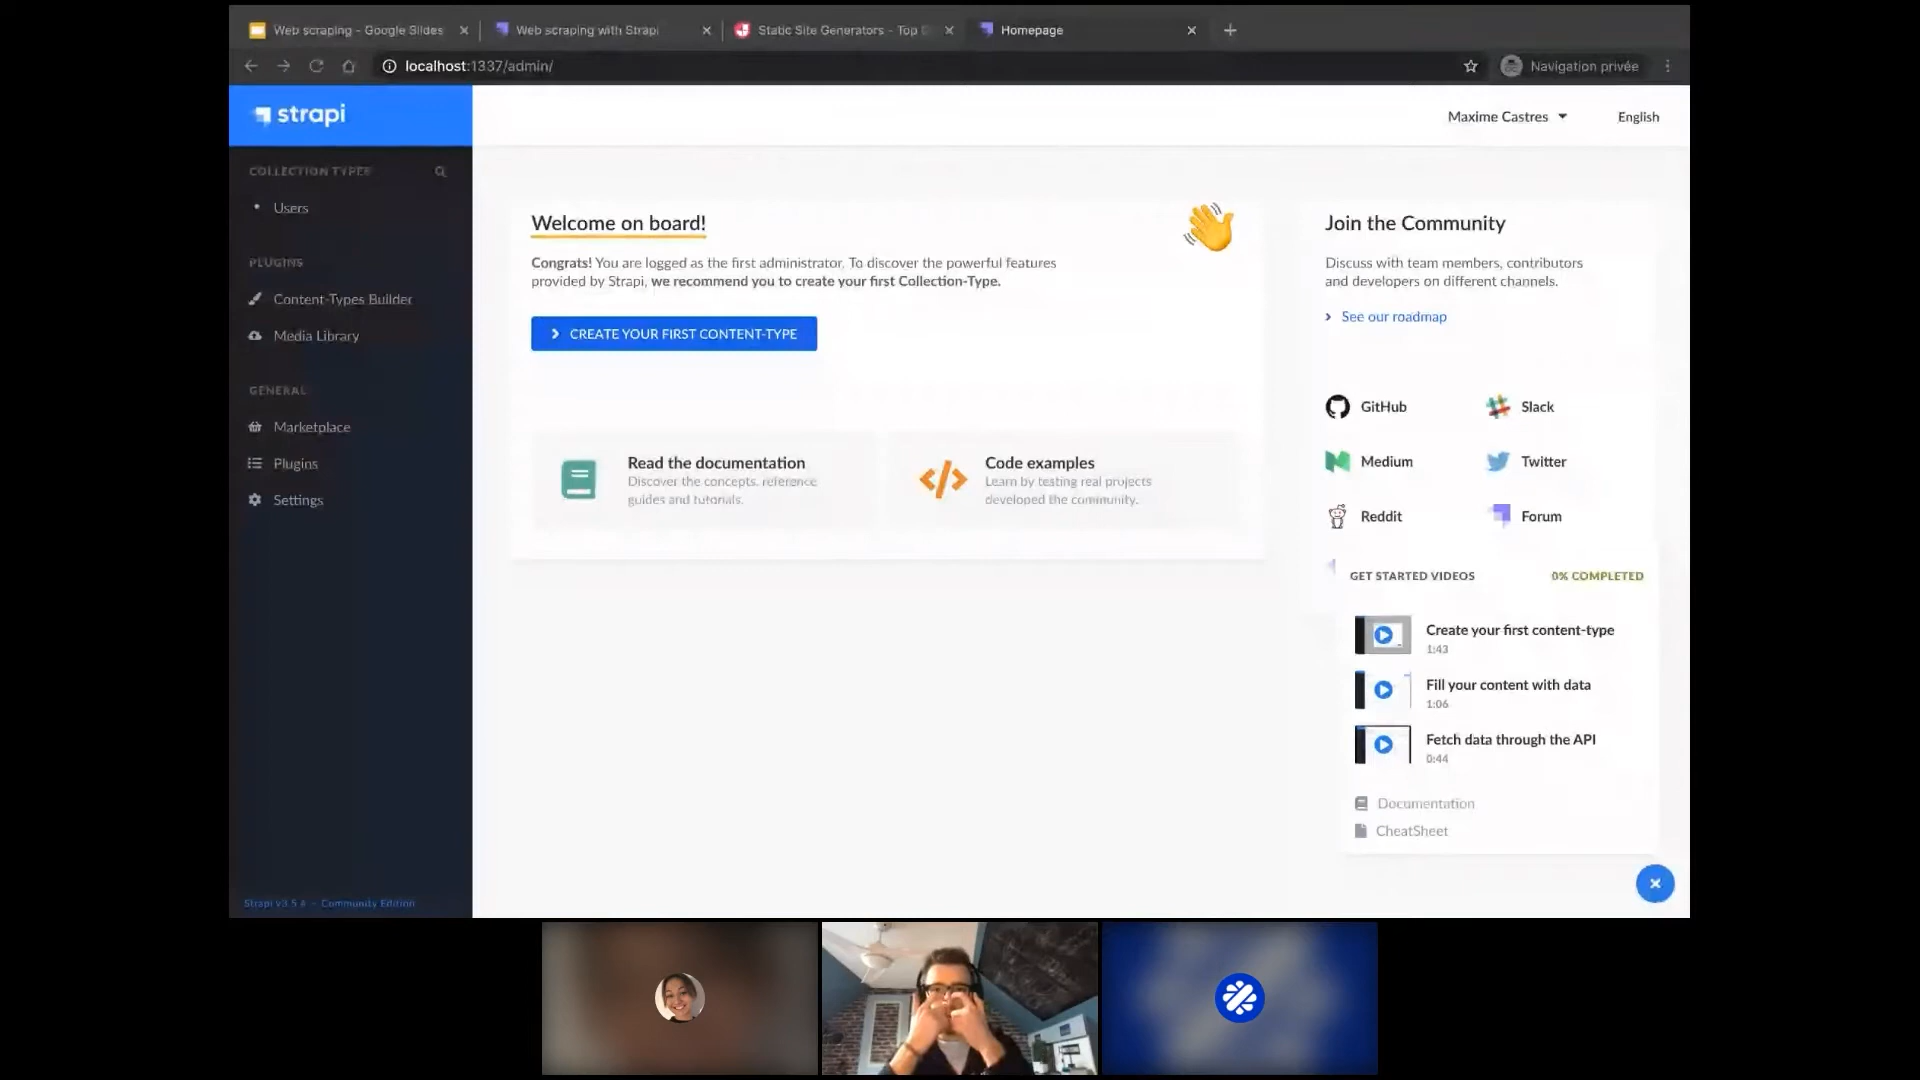 Web scraping - Google Slides
Web scraping with Strapi
Static Site Generators - Top
Homepage
localhost:1337/admin/
Navigation privée
strapi
Maxime Castres
English
COLLECTION TYPES
Users
PLUGINS
Content-Types Builder
Media Library
GENERAL
Marketplace
Plugins
Settings
Welcome on board!
Congrats! You are logged as the first administrator. To discover the powerful features
provided by Strapi, we recommend you to create your first Collection-Type.
CREATE YOUR FIRST CONTENT-TYPE
Read the documentation
Discover the concepts, reference
guides and tutorials.
Code examples
Learn by testing real projects
developed the community.
Join the Community
Discuss with team members, contributors
and developers on different channels.
See our roadmap
GitHub
Slack
Medium
Twitter
Reddit
Forum
GET STARTED VIDEOS
0% COMPLETED
Create your first content-type
1:43
Fill your content with data
1:06
Fetch data through the API
0:44
Documentation
CheatSheet
Strapi — Community Edition